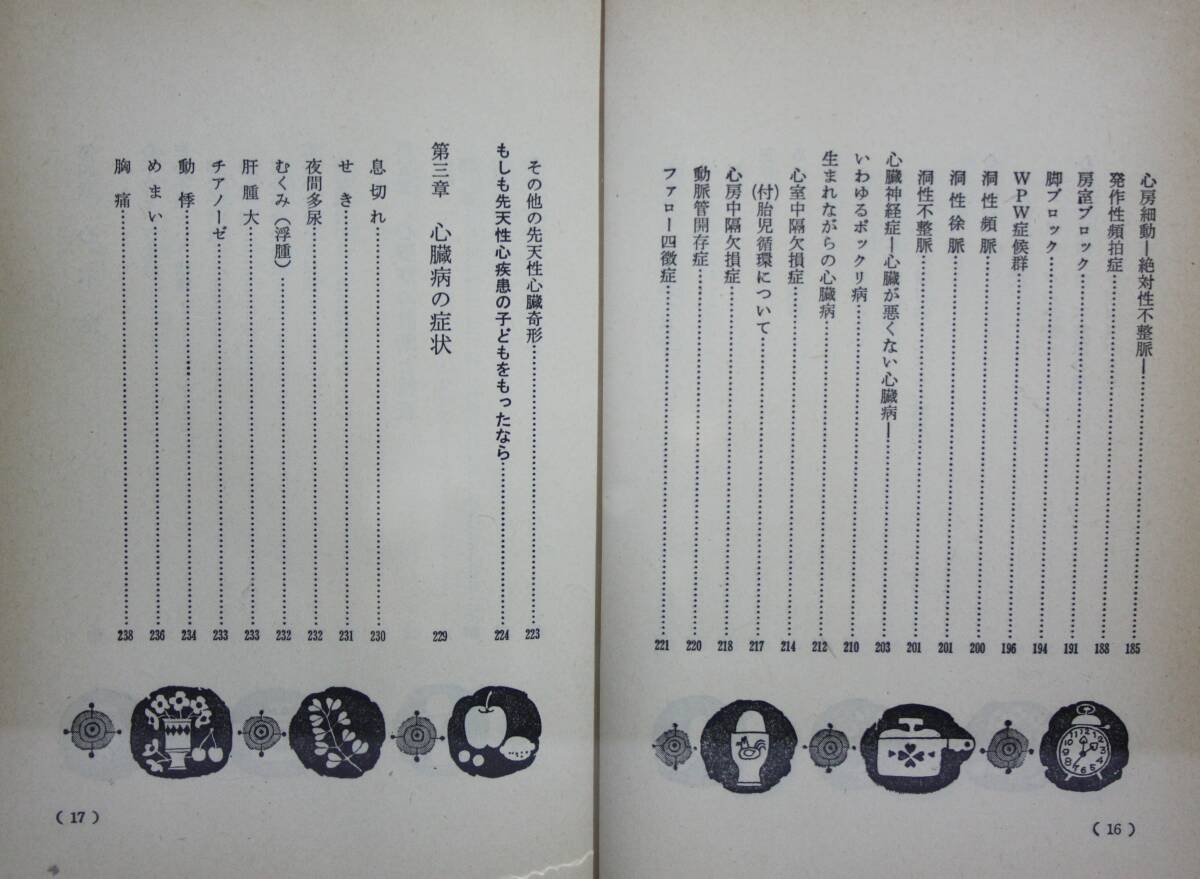 心房細動―絶対性不整脈― 185
発作性頻拍症 188
房室ブロック 191
脚ブロック 194
WPW症候群 196
洞性頻脈 200
洞性徐脈 201
洞性不整脈 201
心臓神経症―心臓が悪くない心臓病― 203
いわゆるポックリ病 210
生まれながらの心臓病 212
心室中隔欠損症 214
(付)胎児循環について 217
心房中隔欠損症 218
動脈管開存症 220
ファロー四徴症 221
(16)
その他の先天性心臓奇形 223
もしも先天性心疾患の子どもをもったなら 224
第三章 心臓病の症状 229
息切れ 230
せき 231
夜間多尿 232
むくみ(浮腫) 232
肝腫大 233
チアノーゼ 233
動悸 234
めまい 236
胸痛 238
(17)